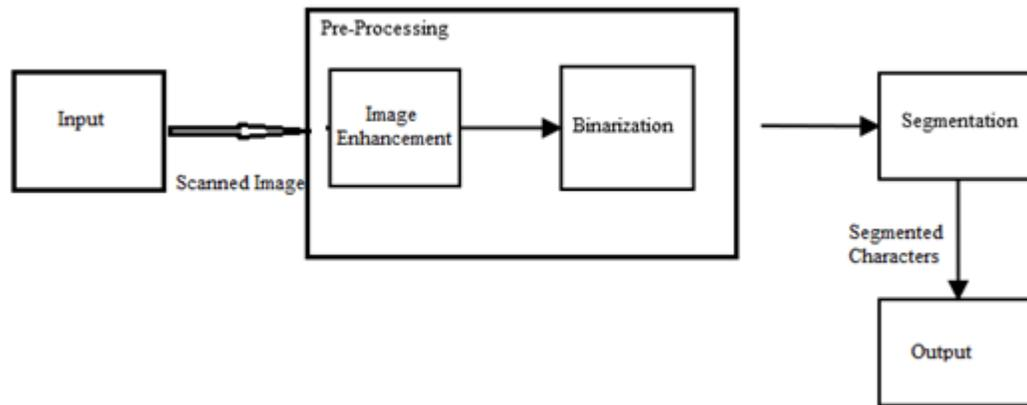 Pre-Processing
Input
Scanned Image
Image
Enhancement
Binarization
Segmentation
Segmented
Characters
Output